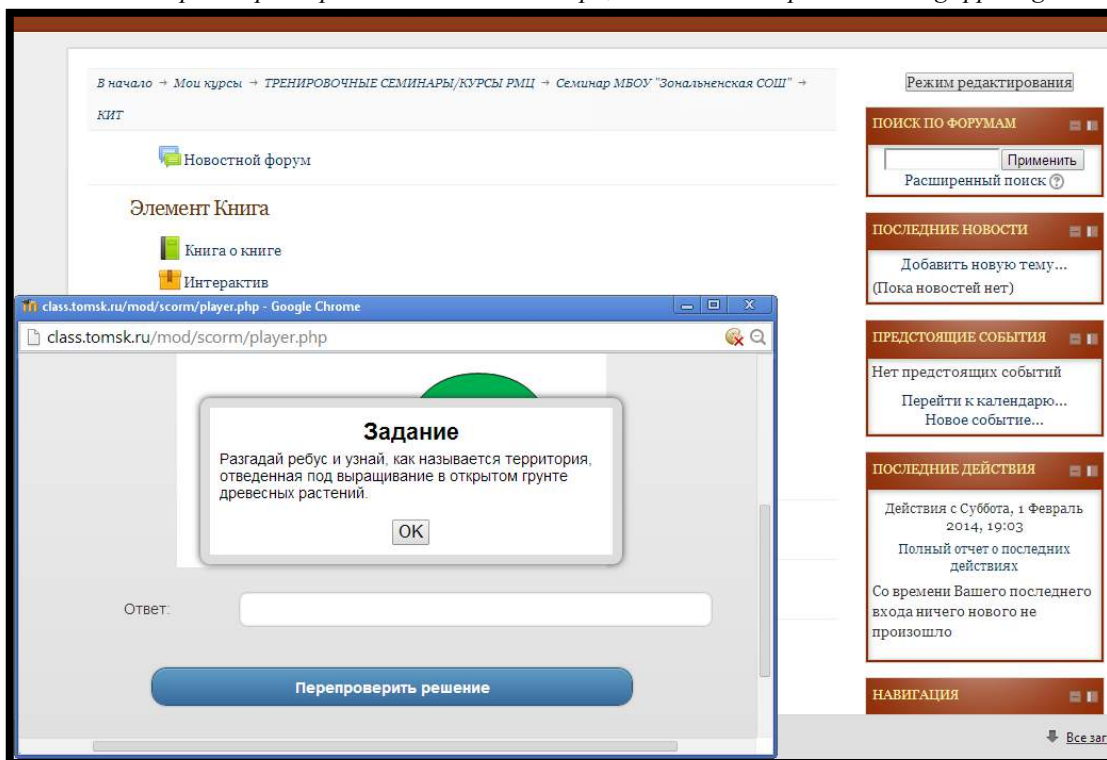 В начало → Мои курсы → ТРЕНИРОВОЧНЫЕ СЕМИНАРЫ/КУРСЫ РМЦ → Семинар МБОУ "Зональненская СОШ" →
КИТ
Новостной форум
Элемент Книга
Книга о книге
Интерактив
class.tomsk.ru/mod/scorm/player.php - Google Chrome
class.tomsk.ru/mod/scorm/player.php
Задание
Разгадай ребус и узнай, как называется территория,
отведенная под выращивание в открытом грунте
древесных растений.
OK
Ответ:
Перепроверить решение
Режим редактирования
ПОИСК ПО ФОРУМАМ
Применить
Расширенный поиск
ПОСЛЕДНИЕ НОВОСТИ
Добавить новую тему...
(Пока новостей нет)
ПРЕДСТОЯЩИЕ СОБЫТИЯ
Нет предстоящих событий
Перейти к календарю...
Новое событие...
ПОСЛЕДНИЕ ДЕЙСТВИЯ
Действия с Суббота, 1 Февраль
2014, 19:03
Полный отчет о последних
действиях
Со времени Вашего последнего
входа ничего нового не
произошло
НАВИГАЦИЯ
Все